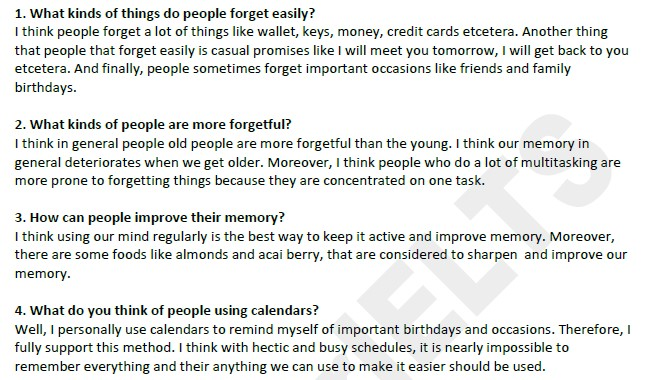 1. What kinds of things do people forget easily?
I think people forget a lot of things like wallet, keys, money, credit cards etcetera. Another thing
that people that forget easily is casual promises like I will meet you tomorrow, I will get back to you
etcetera. And finally, people sometimes forget important occasions like friends and family
birthdays.
2. What kinds of people are more forgetful?
I think in general people old people are more forgetful than the young. I think our memory in
general deteriorates when we get older. Moreover, I think people who do a lot of multitasking are
more prone to forgetting things because they are concentrated on one task.
3. How can people improve their memory?
I think using our mind regularly is the best way to keep it active and improve memory. Moreover,
there are some foods like almonds and acai berry, that are considered to sharpen  and improve our
memory.
4. What do you think of people using calendars?
Well, I personally use calendars to remind myself of important birthdays and occasions. Therefore, I
fully support this method. I think with hectic and busy schedules, it is nearly impossible to
remember everything and their anything we can use to make it easier should be used.
IELTS